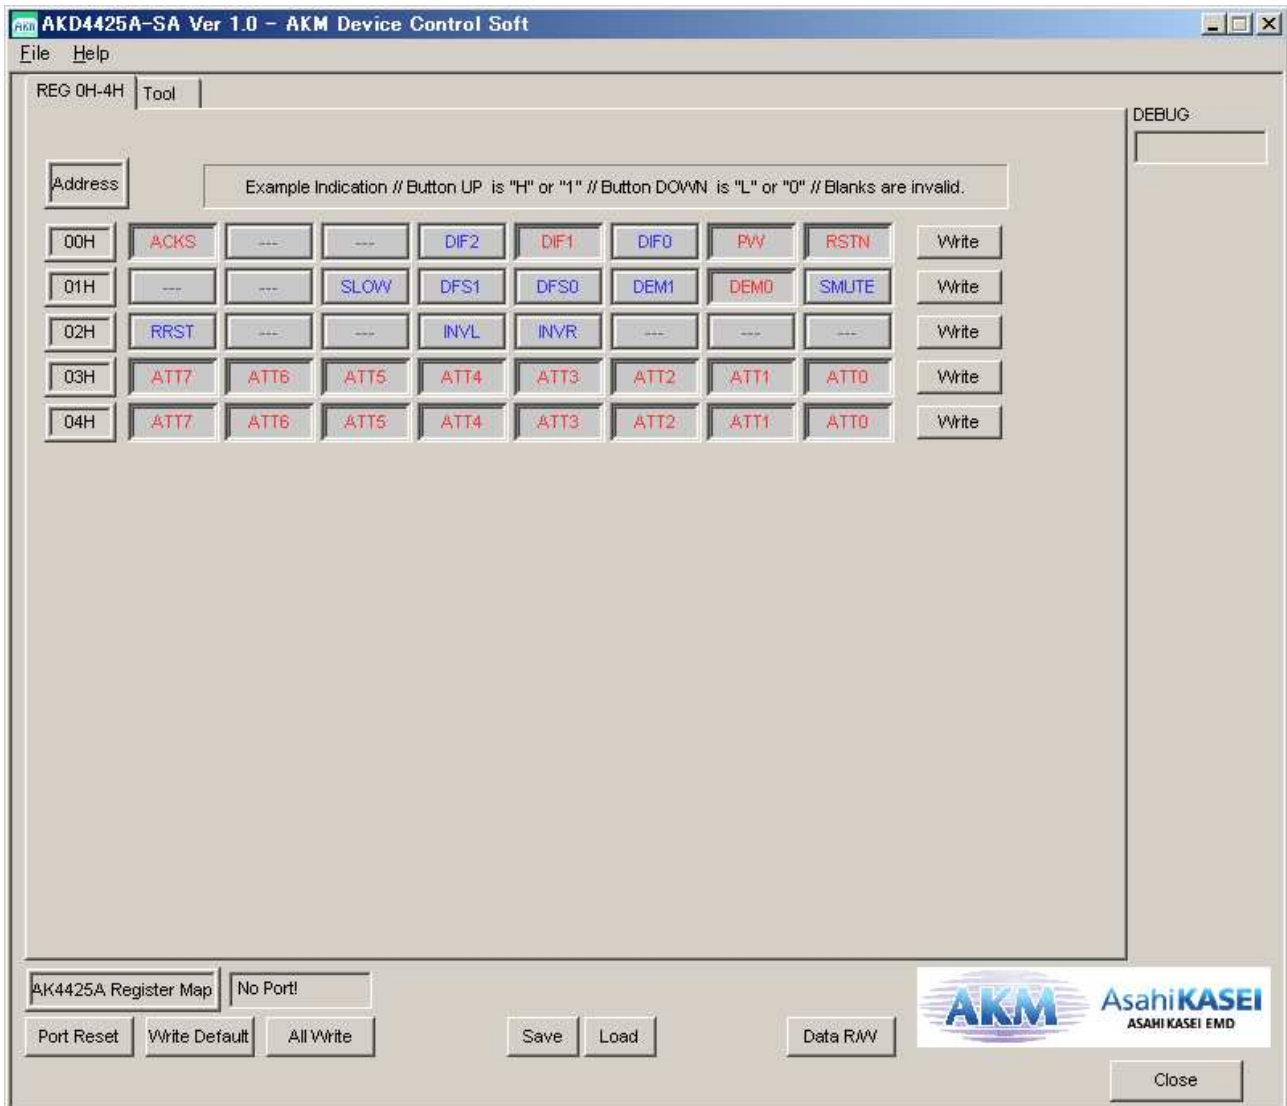 AKM AKD4425A-SA Ver 1.0 - AKM Device Control Soft
File Help
REG 0H-4H Tool
DEBUG
Address Example Indication // Button UP is "H" or "1" // Button DOWN is "L" or "0" // Blanks are invalid.
00H ACKS --- --- DIF2 DIF1 DIF0 PW RSTN Write
01H --- --- SLOW DFS1 DFS0 DEM1 DEM0 SMUTE Write
02H RRST --- --- INVL INVR --- --- --- Write
03H ATT7 ATT6 ATT5 ATT4 ATT3 ATT2 ATT1 ATT0 Write
04H ATT7 ATT6 ATT5 ATT4 ATT3 ATT2 ATT1 ATT0 Write
AK4425A Register Map No Port!
AKM AsahiKASEI
ASAHI KASEI EMD
Port Reset Write Default All Write Save Load Data R/W
Close